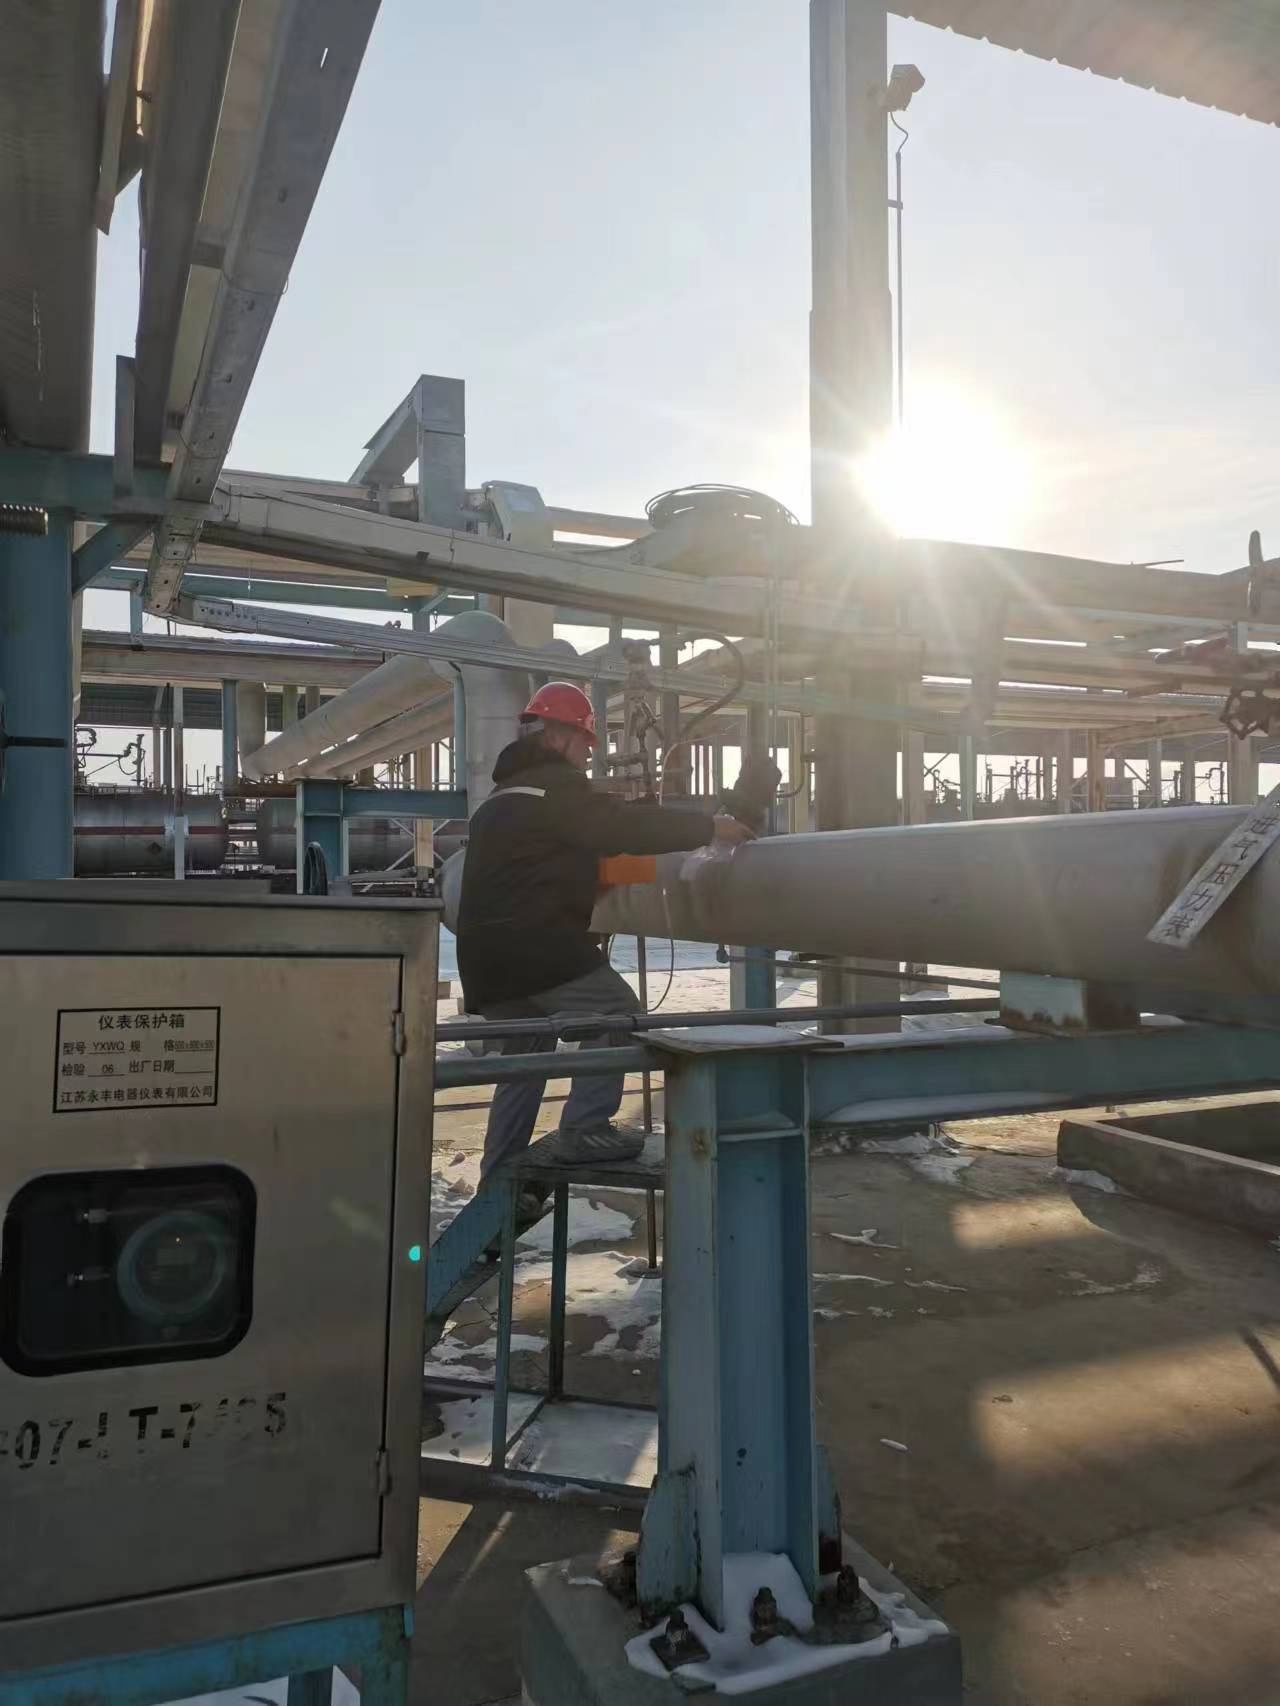 进气压力表
仪表保护箱
型号 YXWQ 规 格
检验 06 出厂日期
江苏永丰电器仪表有限公司